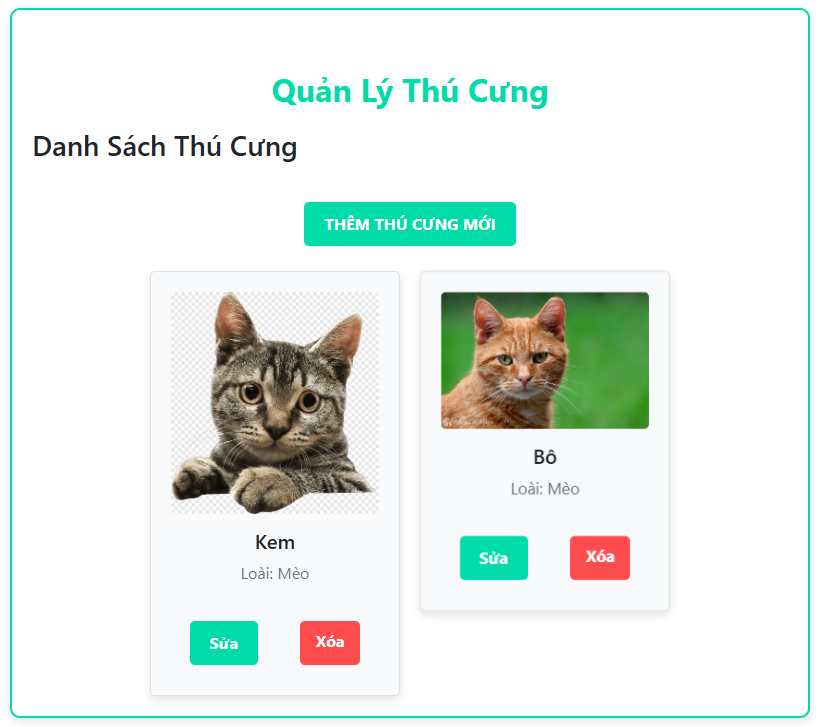 Quản Lý Thú Cưng
Danh Sách Thú Cưng
THÊM THÚ CƯNG MỚI
Kem
Loài: Mèo
Sửa
Xóa
Bô
Loài: Mèo
Sửa
Xóa